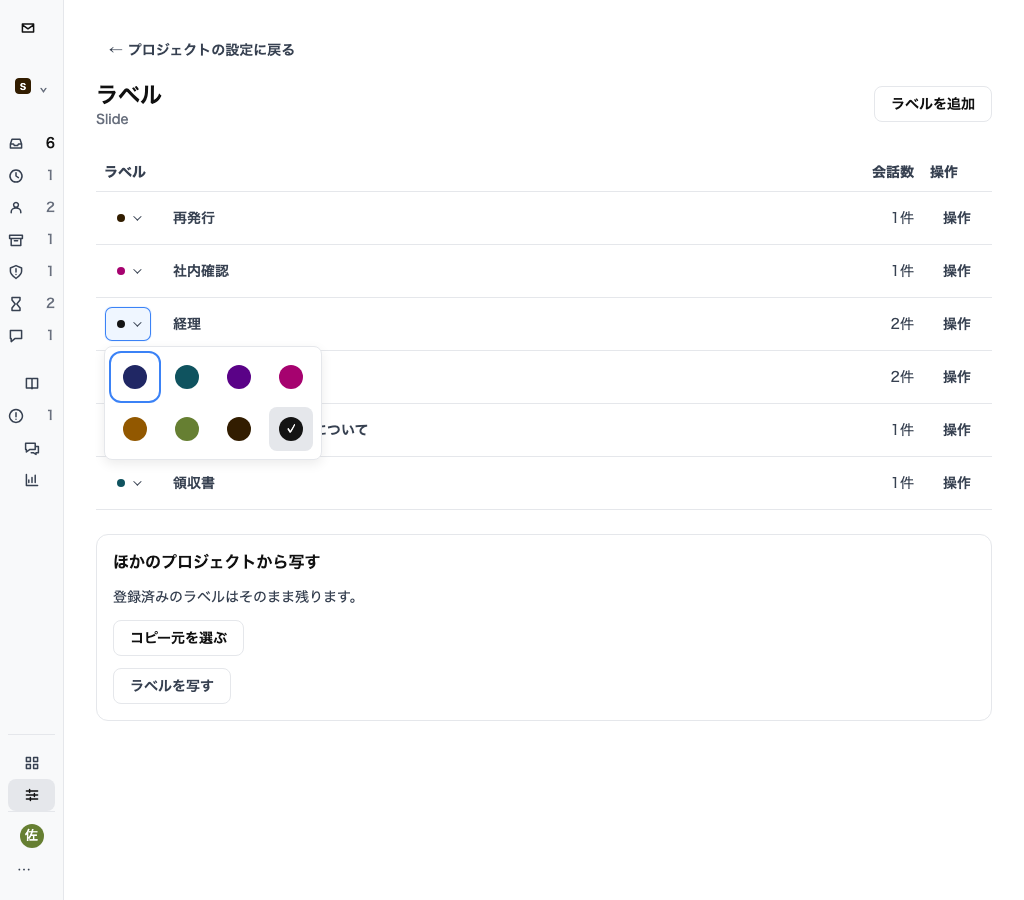 ← プロジェクトの設定に戻る
S
ラベル
Slide
ラベルを追加
6
1
2
1
1
2
1
1
ラベル 会話数 操作
再発行 1件 操作
社内確認 1件 操作
経理 2件 操作
2件 操作
について 1件 操作
領収書 1件 操作
ほかのプロジェクトから写す
登録済みのラベルはそのまま残ります。
コピー元を選ぶ
ラベルを写す
佐
…